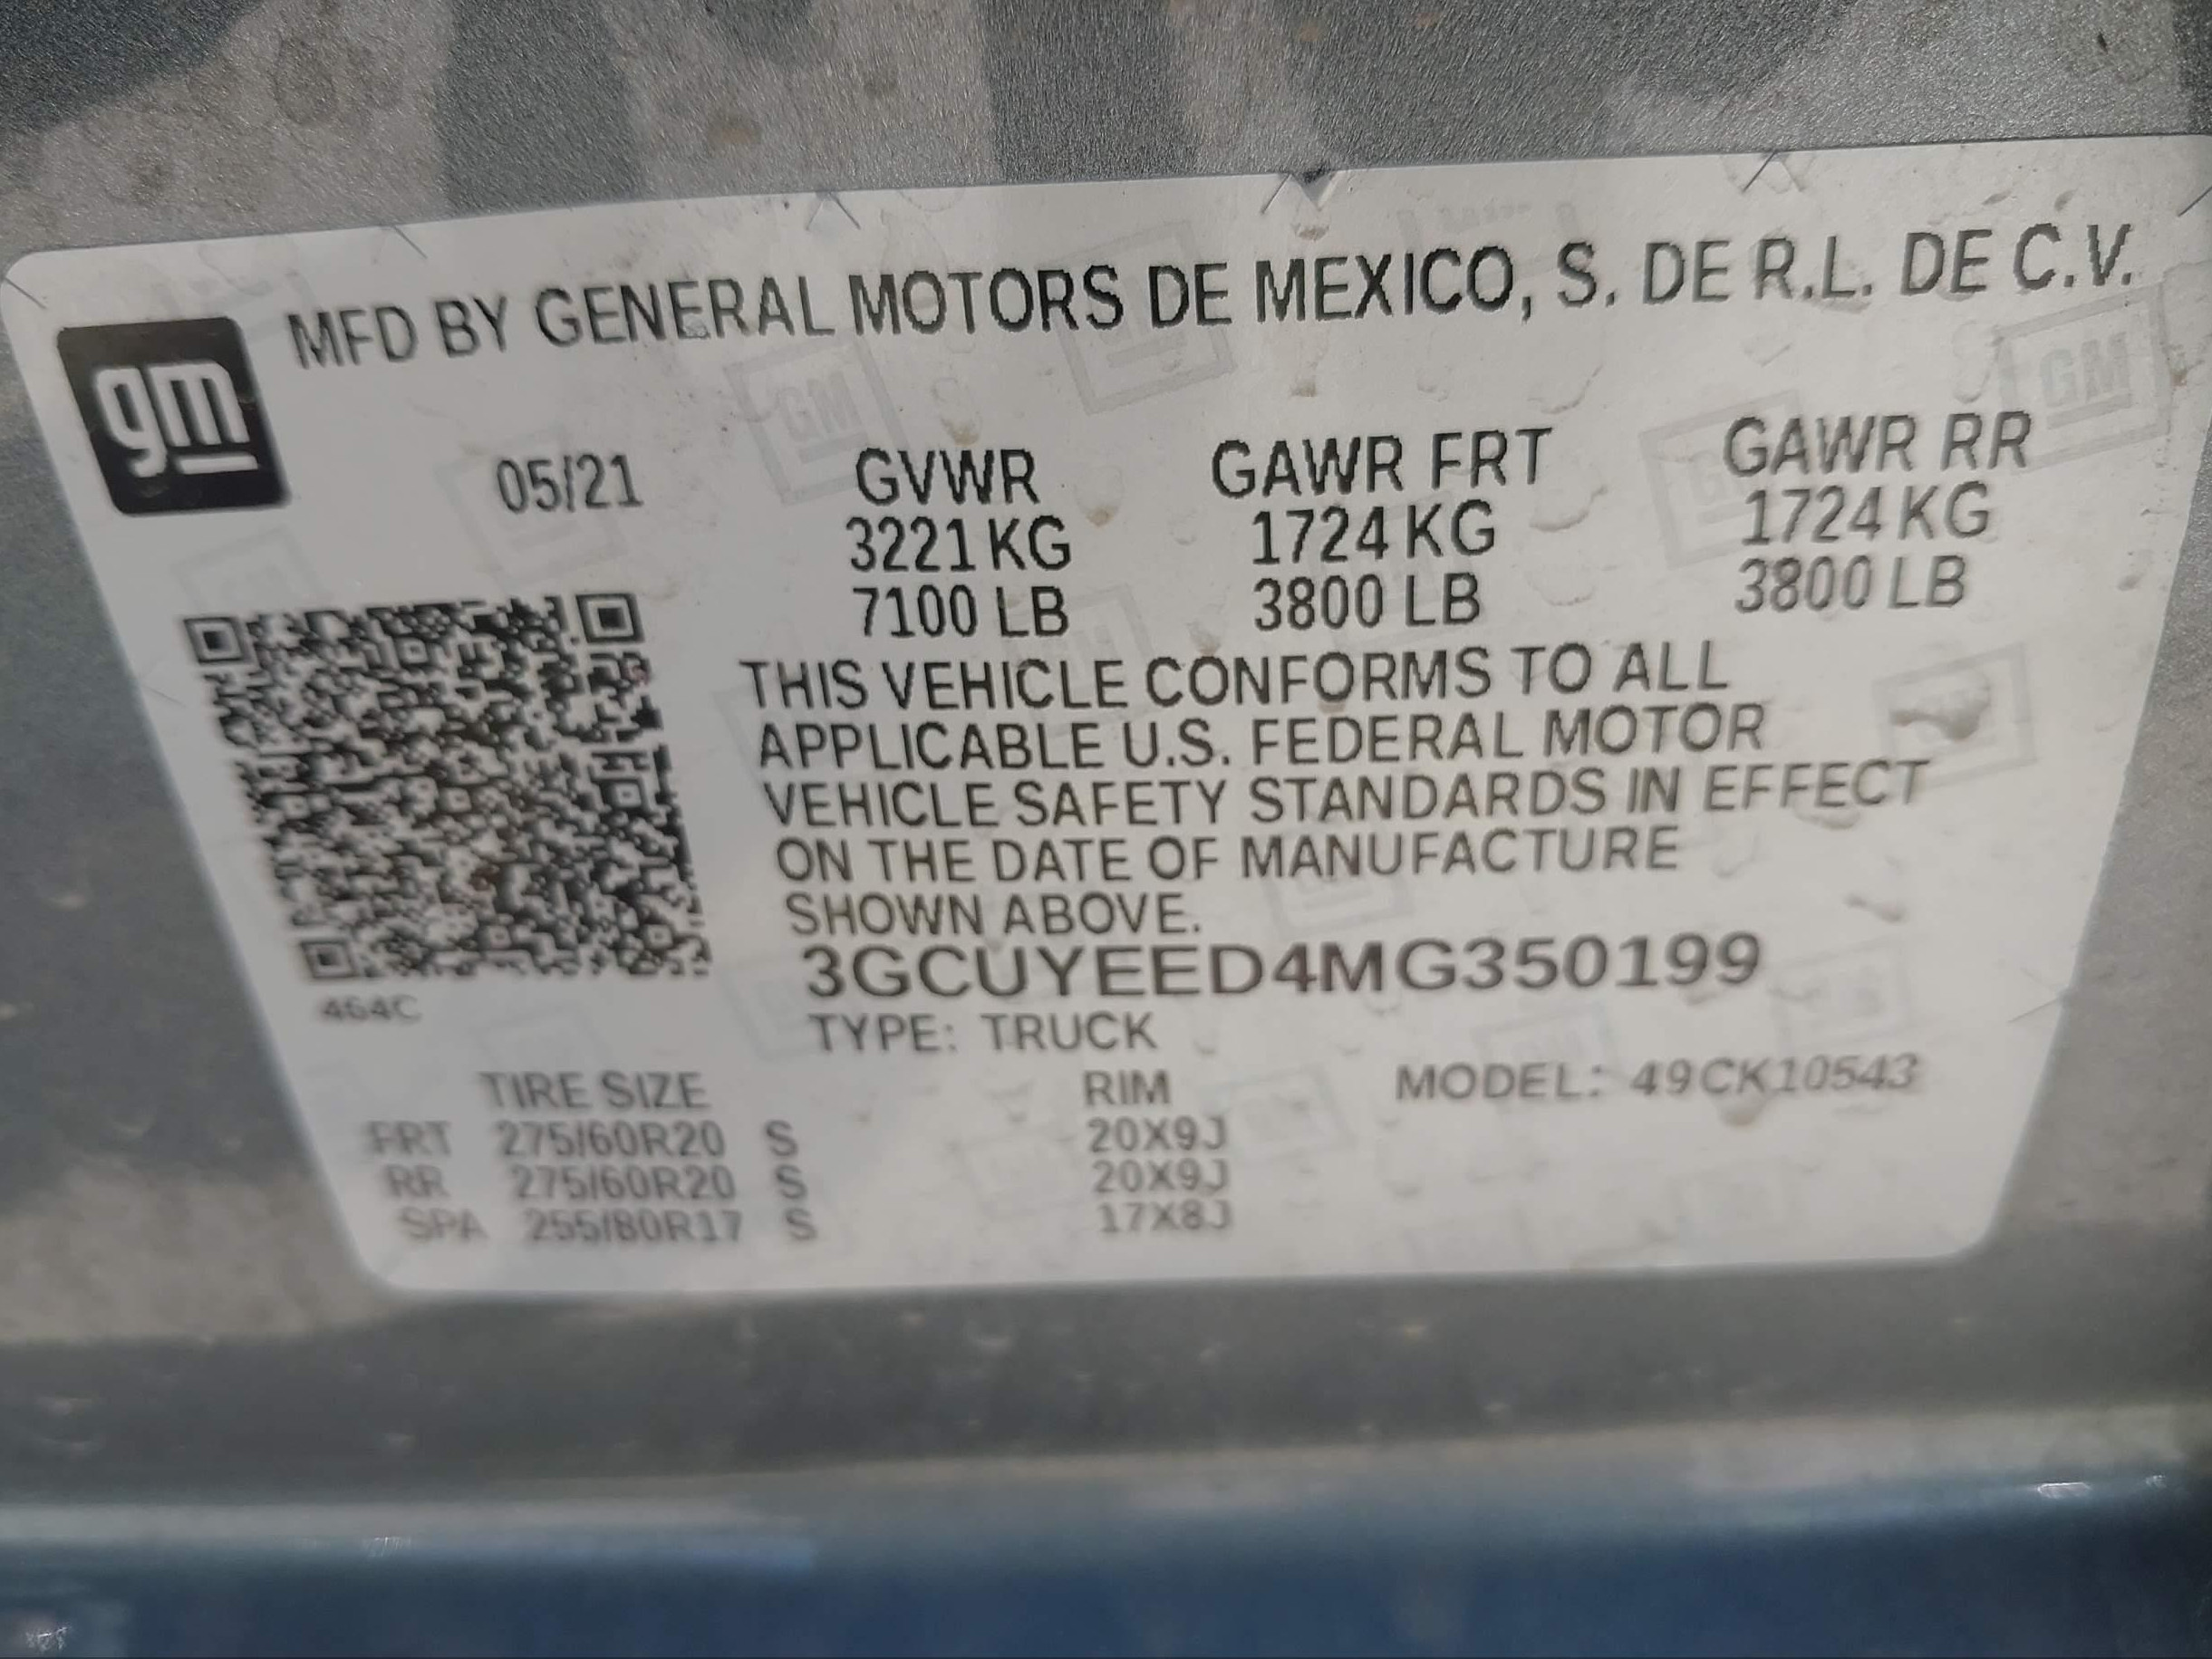 MFD BY GENERAL MOTORS DE MEXICO, S. DE R.L. DE C.V.
gm
05/21 GVWR GAWR FRT GAWR RR
3221 KG 1724 KG 1724 KG
7100 LB 3800 LB 3800 LB
THIS VEHICLE CONFORMS TO ALL
APPLICABLE U.S. FEDERAL MOTOR
VEHICLE SAFETY STANDARDS IN EFFECT
ON THE DATE OF MANUFACTURE
SHOWN ABOVE.
3GCUYEED4MG350199
464C
TYPE: TRUCK
TIRE SIZE RIM MODEL: 49CK10543
FRT 275/60R20 S 20X9J
RR 275/60R20 S 20X9J
SPA 255/80R17 S 17X8J